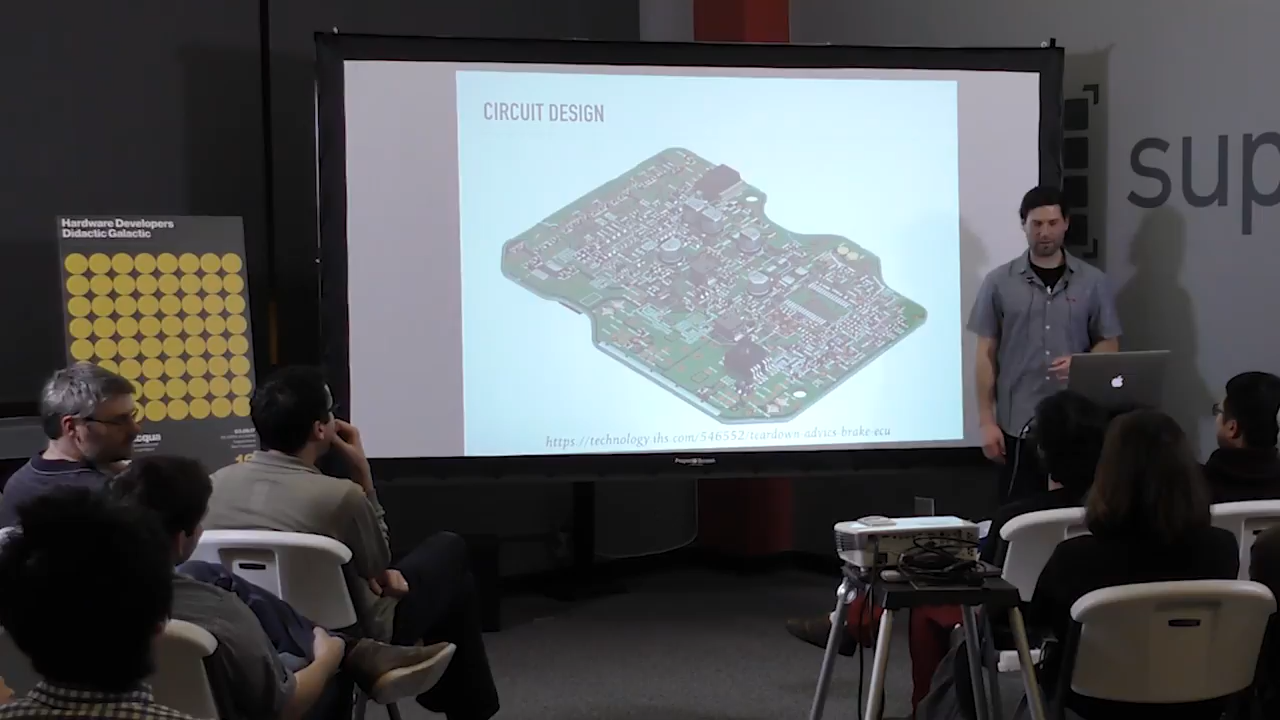 CIRCUIT DESIGN
https://technology.ihs.com/546552-teardown-advics-brake-ecu
sup
Hardware Developers
Didactic Galactic